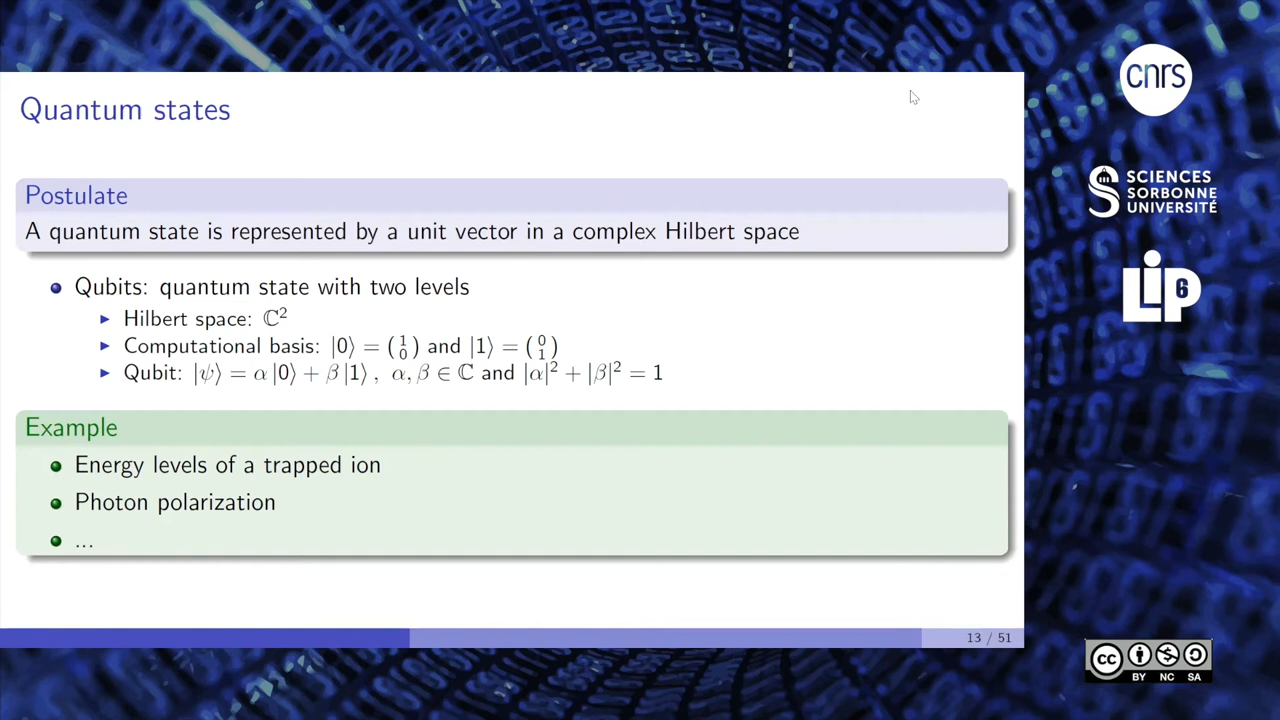 Quantum states
Postulate
A quantum state is represented by a unit vector in a complex Hilbert space
Qubits: quantum state with two levels
Hilbert space: ℂ²
Computational basis: |0⟩ = (1 0) and |1⟩ = (0 1)
Qubit: |ψ⟩ = α|0⟩ + β|1⟩, α, β ∈ ℂ and |α|² + |β|² = 1
Example
Energy levels of a trapped ion
Photon polarization
...
13 / 51
cnrs
S SCIENCES
SORBONNE
UNIVERSITÉ
LiP6
cc BY NC SA